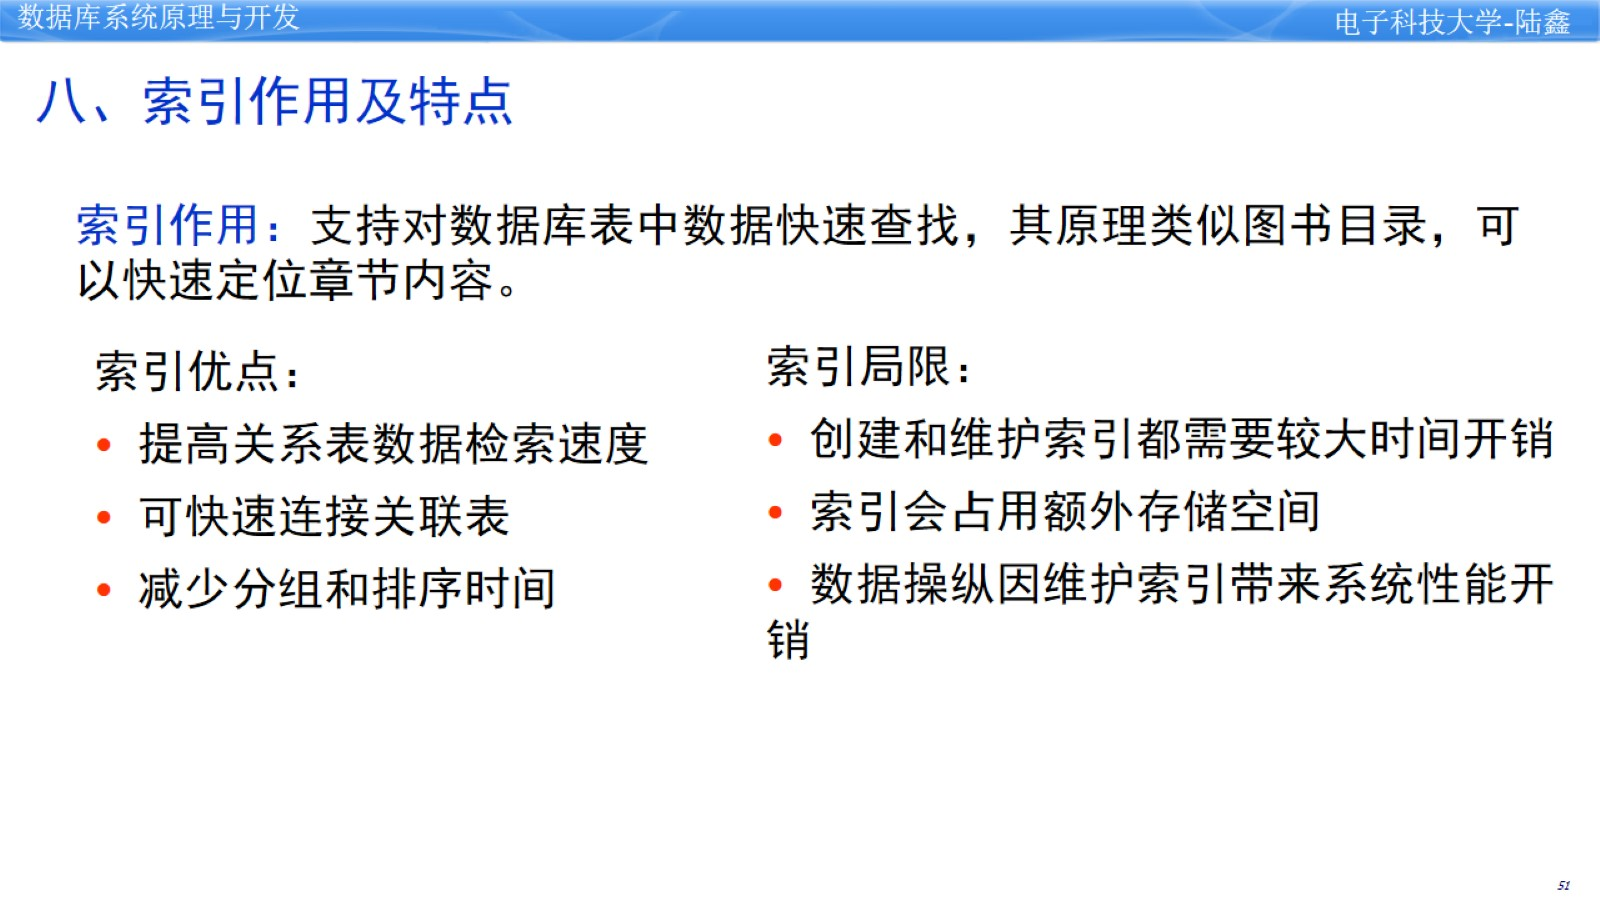 数据库系统原理与开发
电子科技大学-陆鑫
八、索引作用及特点
索引作用：支持对数据库表中数据快速查找，其原理类似图书目录，可
以快速定位章节内容。
索引优点：
• 提高关系表数据检索速度
• 可快速连接关联表
• 减少分组和排序时间
索引局限：
• 创建和维护索引都需要较大时间开销
• 索引会占用额外存储空间
• 数据操纵因维护索引带来系统性能开
销
51